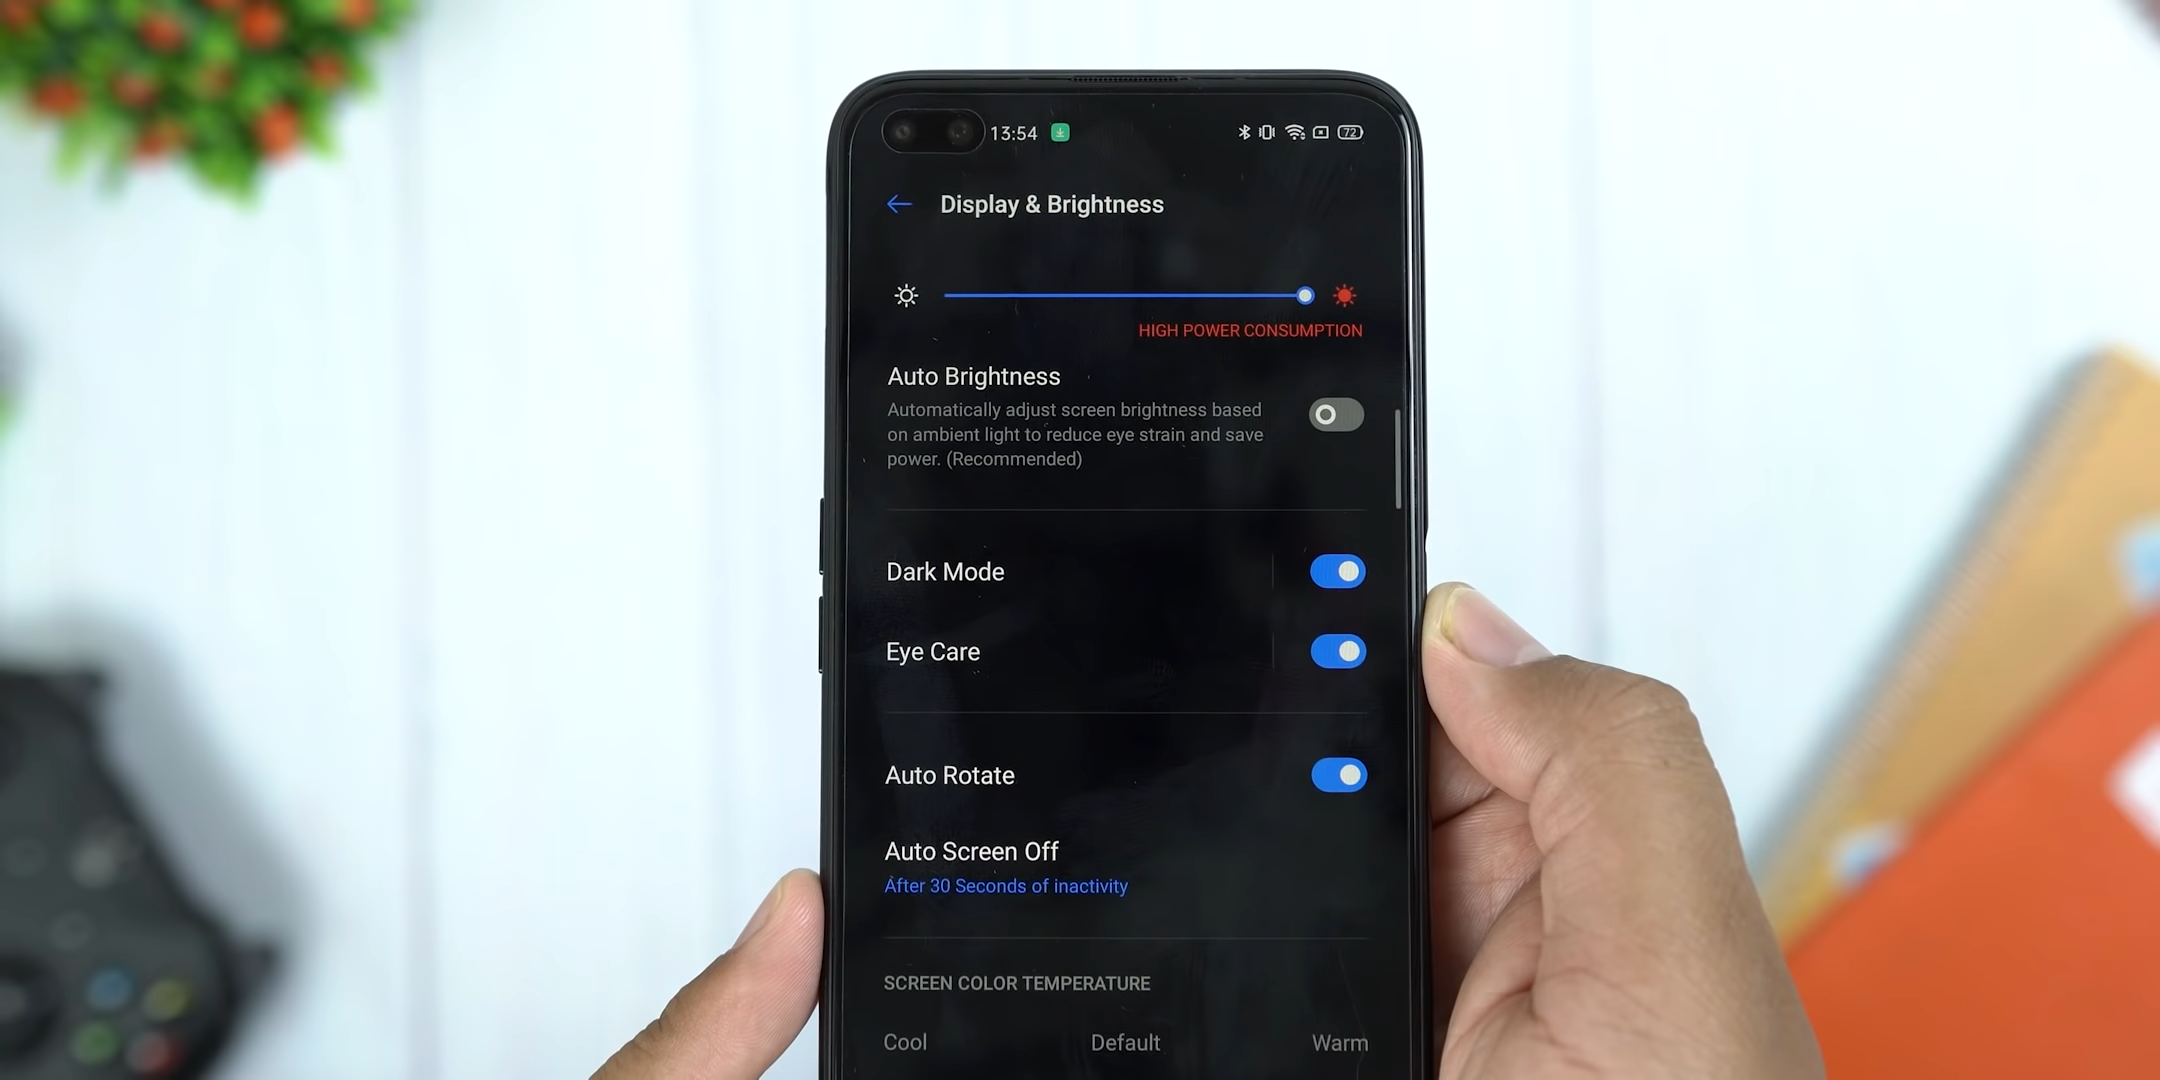 13:54
72
Display & Brightness
HIGH POWER CONSUMPTION
Auto Brightness
Automatically adjust screen brightness based
on ambient light to reduce eye strain and save
power. (Recommended)
Dark Mode
Eye Care
Auto Rotate
Auto Screen Off
After 30 Seconds of inactivity
SCREEN COLOR TEMPERATURE
Cool Default Warm